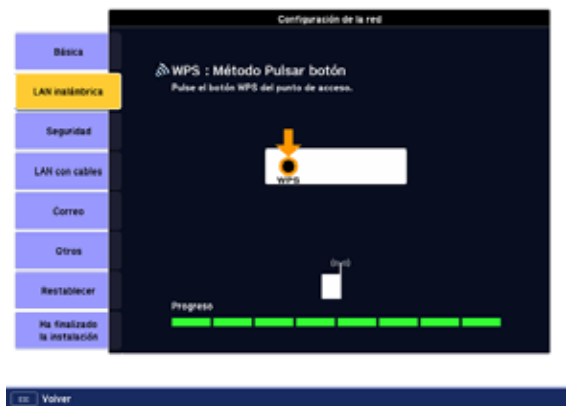 Configuración de la red
Básica
LAN inalámbrica
Seguridad
LAN con cables
Correo
Otros
Restablecer
Ha finalizado
la instalación
WPS : Método Pulsar botón
Pulse el botón WPS del punto de acceso.
WPS
Progreso
Volver